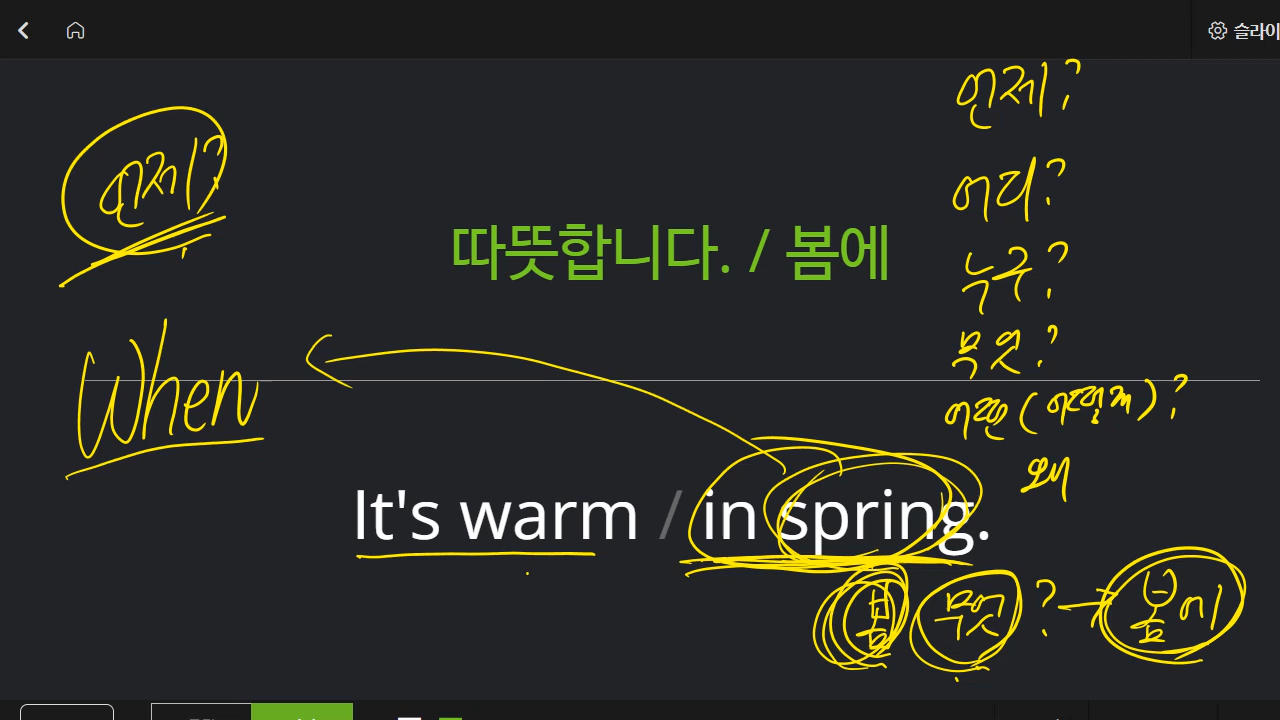 슬라이
언제?
언제?
어디?
따뜻합니다. / 봄에
누구?
무엇?
When
어떤(어떻게)?
왜
It's warm / in spring.
봄 무엇? → 봄에